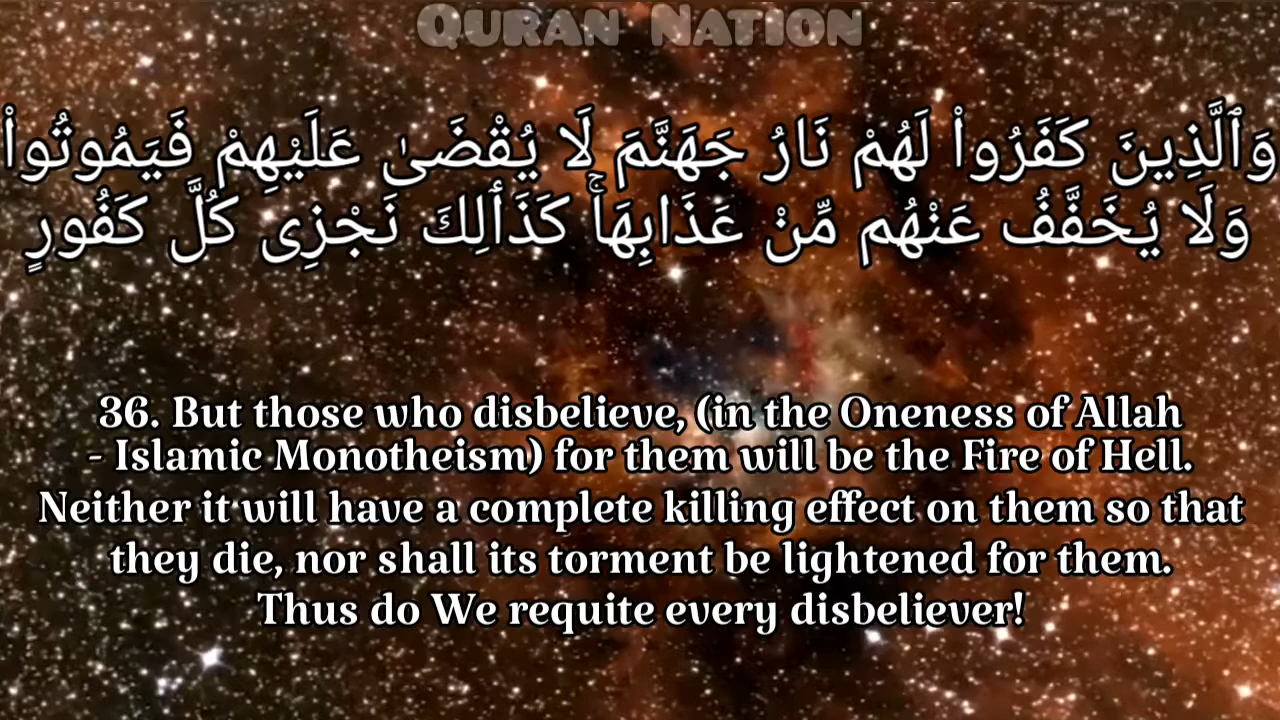 QURAN NATION
وَٱلَّذِينَ كَفَرُوا۟ لَهُمْ نَارُ جَهَنَّمَ لَا يُقْضَىٰ عَلَيْهِمْ فَيَمُوتُوا۟
وَلَا يُخَفَّفُ عَنْهُم مِّنْ عَذَابِهَا ۚ كَذَٰلِكَ نَجْزِى كُلَّ كَفُورٍ
36. But those who disbelieve, (in the Oneness of Allah
- Islamic Monotheism) for them will be the Fire of Hell.
Neither it will have a complete killing effect on them so that
they die, nor shall its torment be lightened for them.
Thus do We requite every disbeliever!